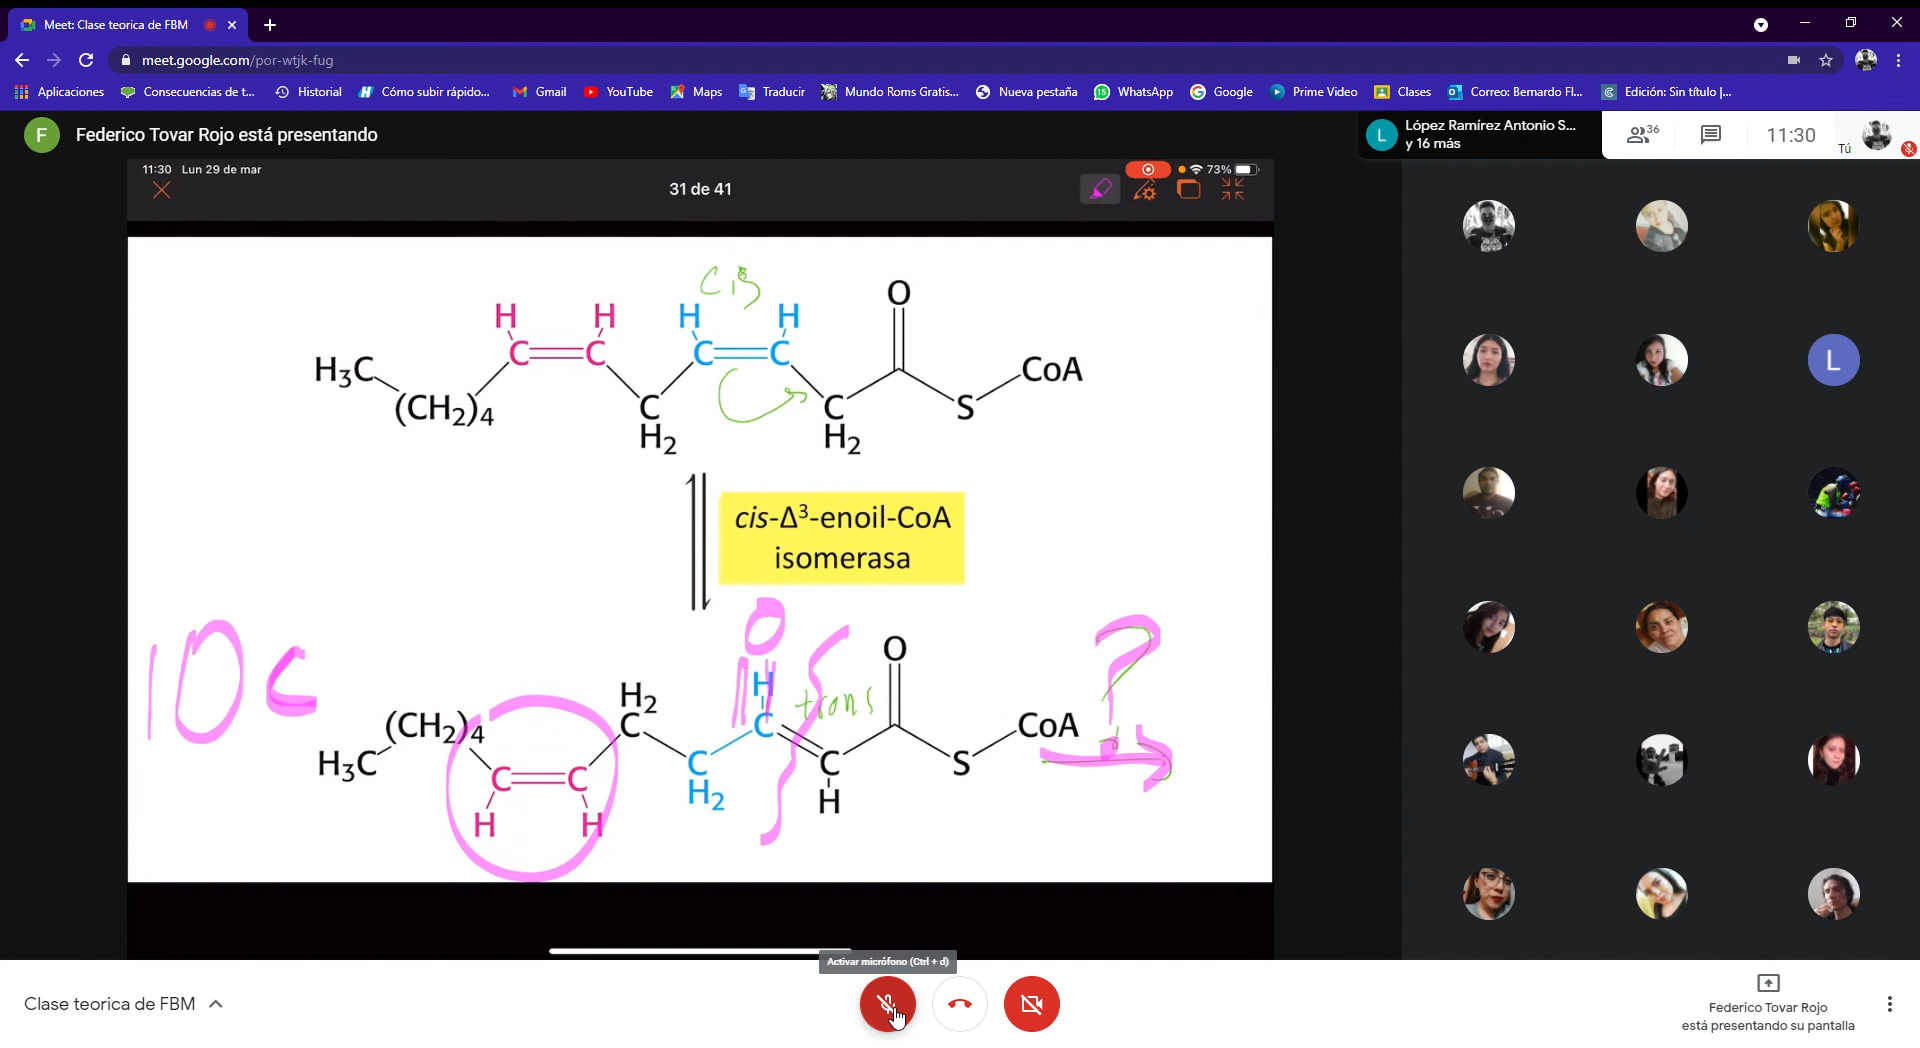 Meet: Clase teorica de FBM
meet.google.com/por-wtjk-fug
Aplicaciones
Consecuencias de t...
Historial
Cómo subir rápido...
Gmail
YouTube
Maps
Traducir
Mundo Roms Gratis...
Nueva pestaña
15
WhatsApp
Google
Prime Video
Clases
Correo: Bernardo Fl...
Edición: Sin título |...
F
Federico Tovar Rojo está presentando
L
López Ramírez Antonio S...
y 16 más
36
11:30
Tú
11:30 Lun 29 de mar
73%
31 de 41
cis
H H H H O
H3C C C C C CoA
(CH2)4 C C S
H2 H2
cis-Δ3-enoil-CoA
isomerasa
10 c
O
O
?
H2 H
(CH2)4 C C trans CoA
H3C C C C C S
H2
H H H
L
Activar micrófono (Ctrl + d)
Clase teorica de FBM
Federico Tovar Rojo
está presentando su pantalla